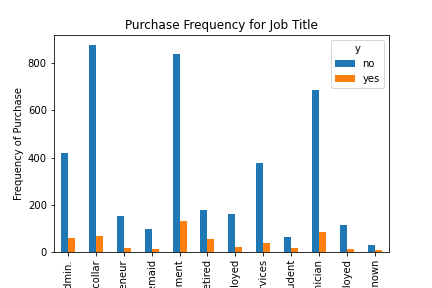 Purchase Frequency for Job Title
y
no
yes
Frequency of Purchase
800
600
400
200
0
dmin.
collar
eneur
emaid
ment
etired
loyed
vices
udent
nician
loyed
nown